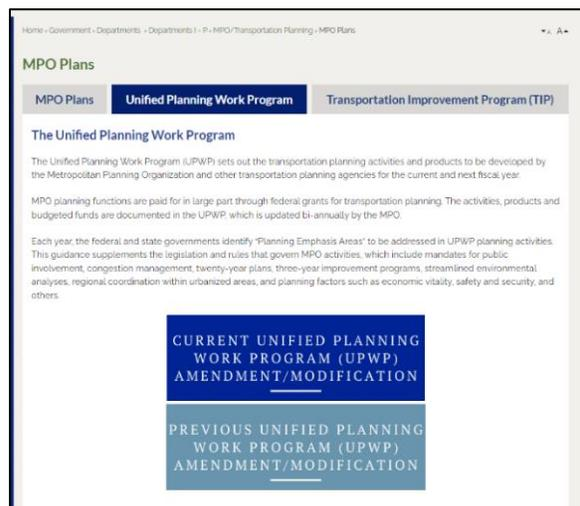 Home » Government » Departments » Departments I - P » MPO/Transportation Planning » MPO Plans
A A
MPO Plans
MPO Plans Unified Planning Work Program Transportation Improvement Program (TIP)
The Unified Planning Work Program
The Unified Planning Work Program (UPWP) sets out the transportation planning activities and products to be developed by
the Metropolitan Planning Organization and other transportation planning agencies for the current and next fiscal year.
MPO planning functions are paid for in large part through federal grants for transportation planning. The activities, products and
budgeted funds are documented in the UPWP, which is updated bi-annually by the MPO.
Each year, the federal and state governments identify "Planning Emphasis Areas" to be addressed in UPWP planning activities.
This guidance supplements the legislation and rules that govern MPO activities, which include mandates for public
involvement, congestion management, twenty-year plans, three-year improvement programs, streamlined environmental
analyses, regional coordination within urbanized areas, and planning factors such as economic vitality, safety and security, and
others.
CURRENT UNIFIED PLANNING
WORK PROGRAM (UPWP)
AMENDMENT/MODIFICATION
PREVIOUS UNIFIED PLANNING
WORK PROGRAM (UPWP)
AMENDMENT/MODIFICATION